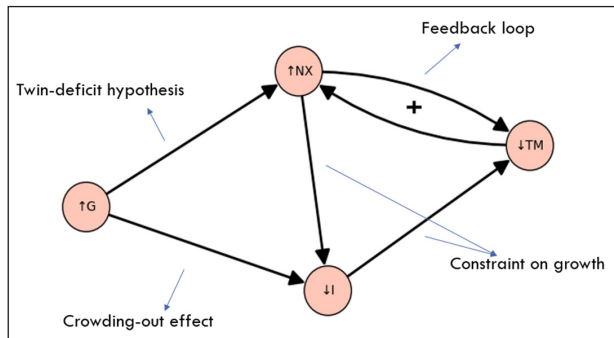 Feedback loop
↑NX
Twin-deficit hypothesis
+
↓TM
↑G
Constraint on growth
↓I
Crowding-out effect